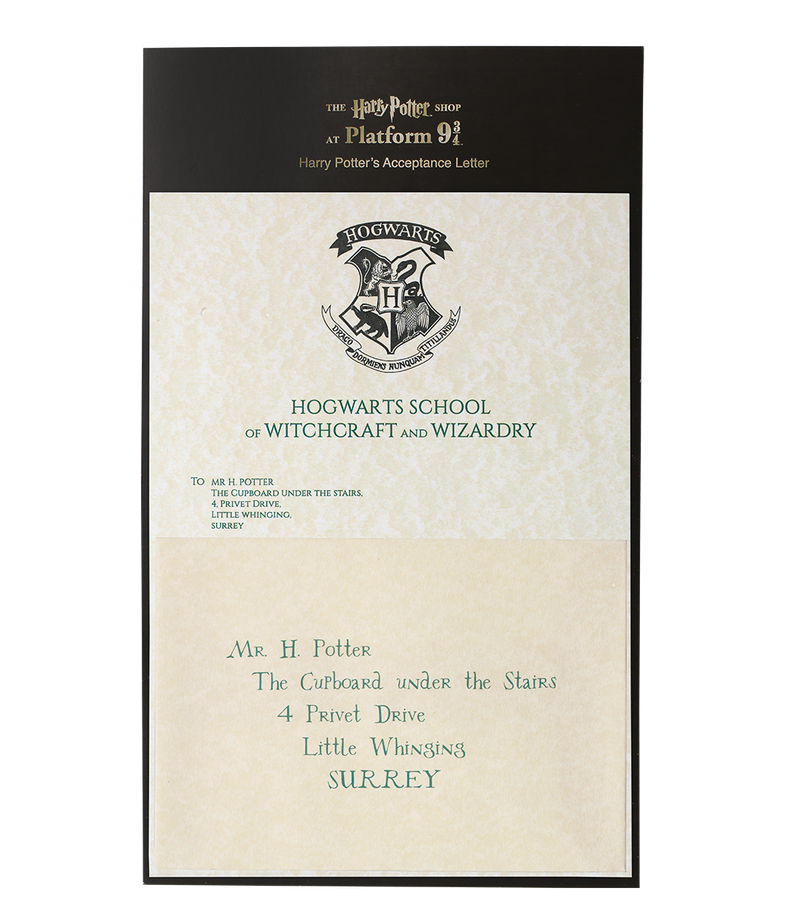 THE Harry Potter SHOP
AT Platform 9¾
Harry Potter's Acceptance Letter
HOGWARTS
H
DRACO DORMIENS NUNQUAM TITILLANDUS
HOGWARTS SCHOOL
OF WITCHCRAFT AND WIZARDRY
TO MR H. POTTER
THE CUPBOARD UNDER THE STAIRS,
4, PRIVET DRIVE,
LITTLE WHINGING,
SURREY
Mr. H. Potter
The Cupboard under the Stairs
4 Privet Drive
Little Whinging
SURREY